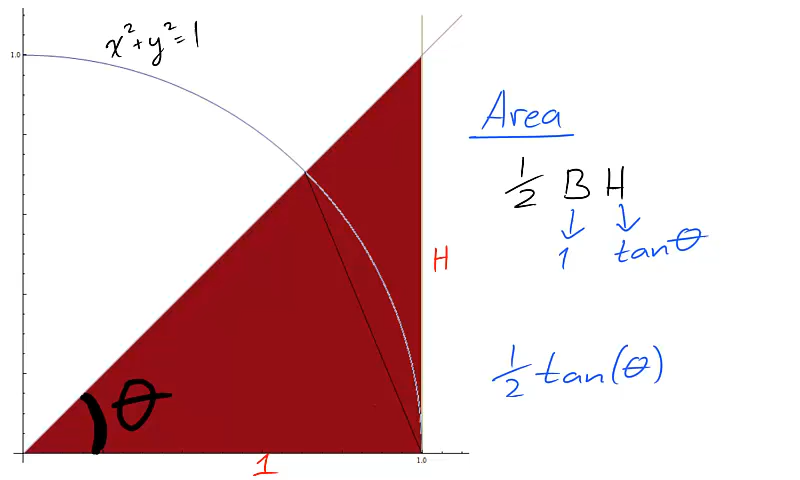 x²+y²=1
1.0
Area
½ B H
1 tanθ
H
½ tan(θ)
θ
1
1.0